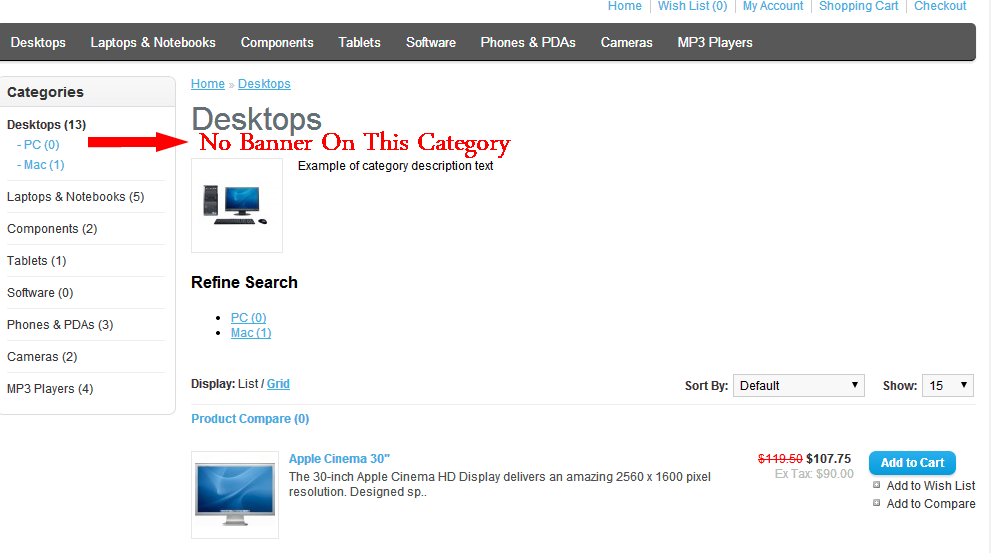 Home Wish List (0) My Account Shopping Cart Checkout
Desktops Laptops & Notebooks Components Tablets Software Phones & PDAs Cameras MP3 Players
Categories
Desktops (13)
- PC (0)
- Mac (1)
Laptops & Notebooks (5)
Components (2)
Tablets (1)
Software (0)
Phones & PDAs (3)
Cameras (2)
MP3 Players (4)
Home » Desktops
Desktops
No Banner On This Category
Example of category description text
Refine Search
PC (0)
Mac (1)
Display: List / Grid
Sort By: Default Show: 15
Product Compare (0)
Apple Cinema 30"
The 30-inch Apple Cinema HD Display delivers an amazing 2560 x 1600 pixel
resolution. Designed sp..
$119.50 $107.75
Ex Tax: $90.00
Add to Cart
Add to Wish List
Add to Compare